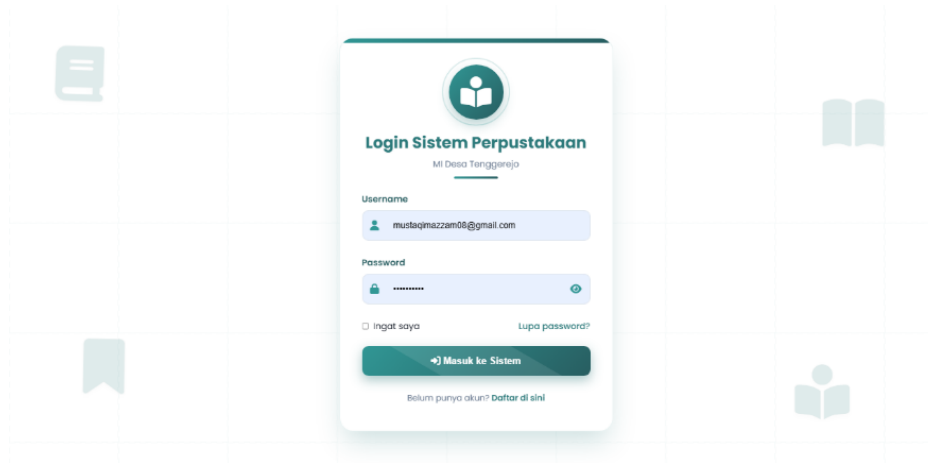 Login Sistem Perpustakaan
MI Desa Tenggerejo
Username
mustaqimazzam08@gmail.com
Password
••••••••••
Ingat saya Lupa password?
Masuk ke Sistem
Belum punya akun? Daftar di sini